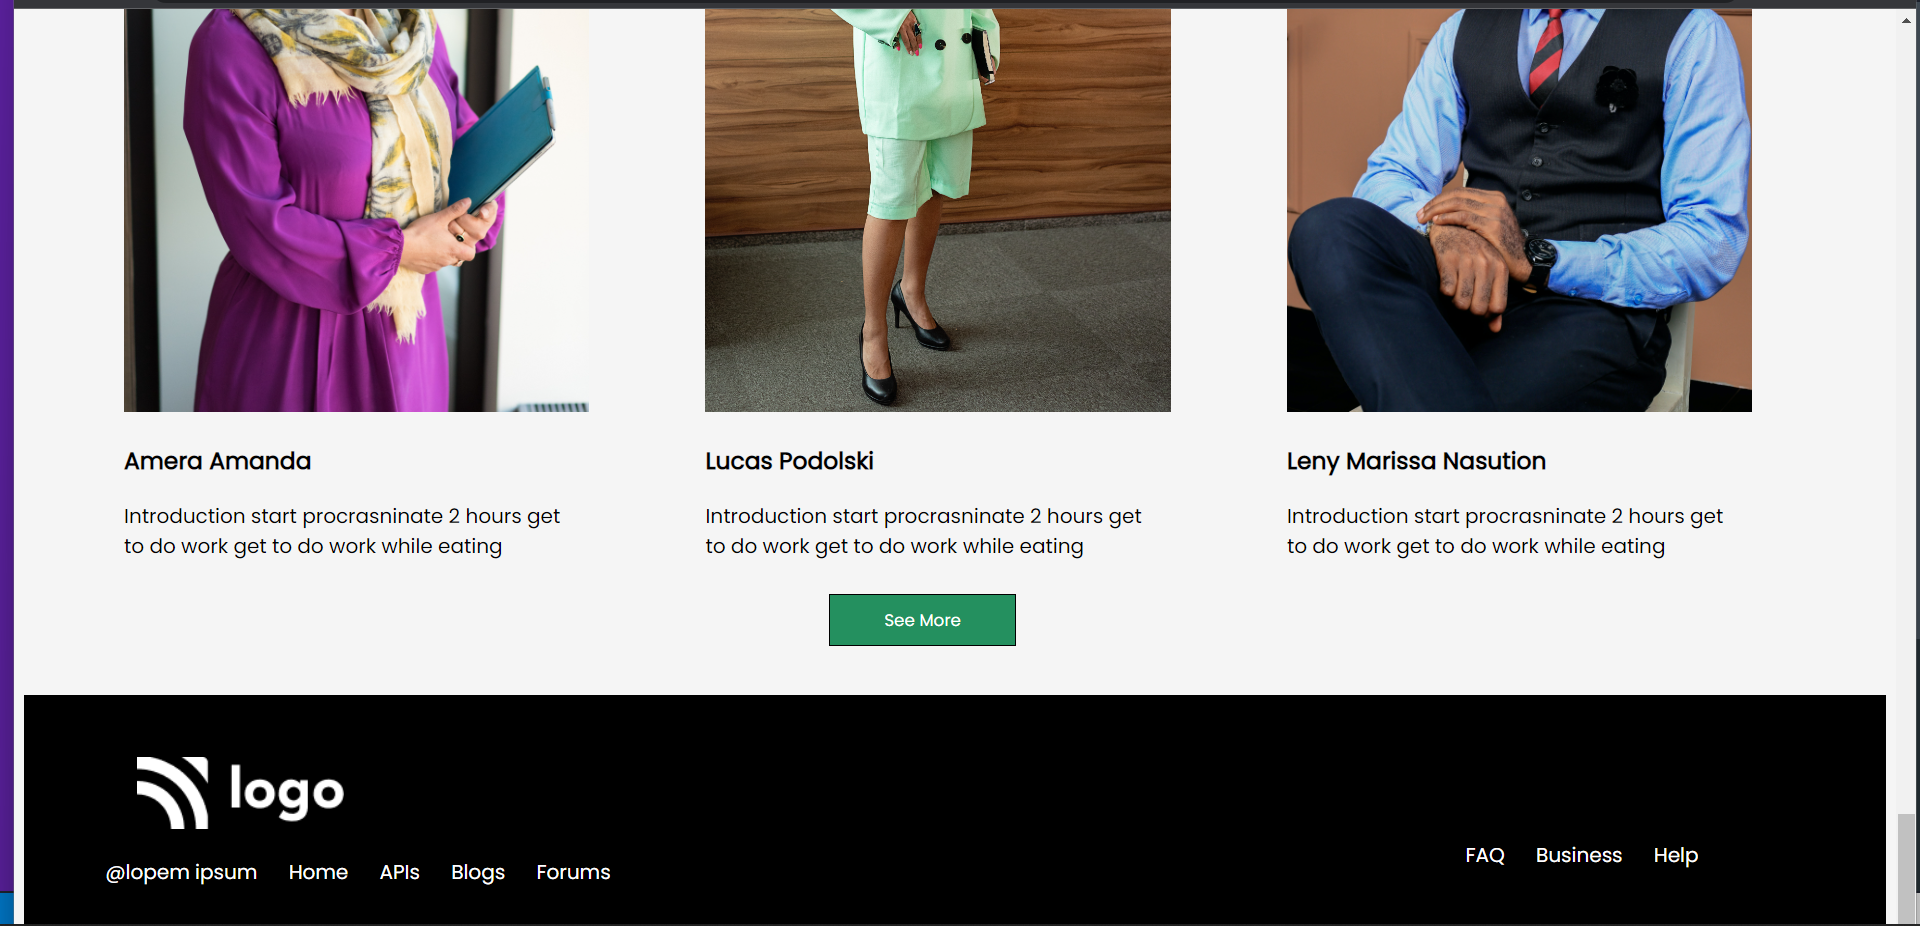 Amera Amanda
Introduction start procrasninate 2 hours get
to do work get to do work while eating
Lucas Podolski
Introduction start procrasninate 2 hours get
to do work get to do work while eating
Leny Marissa Nasution
Introduction start procrasninate 2 hours get
to do work get to do work while eating
See More
logo
@lopem ipsum Home APIs Blogs Forums
FAQ Business Help